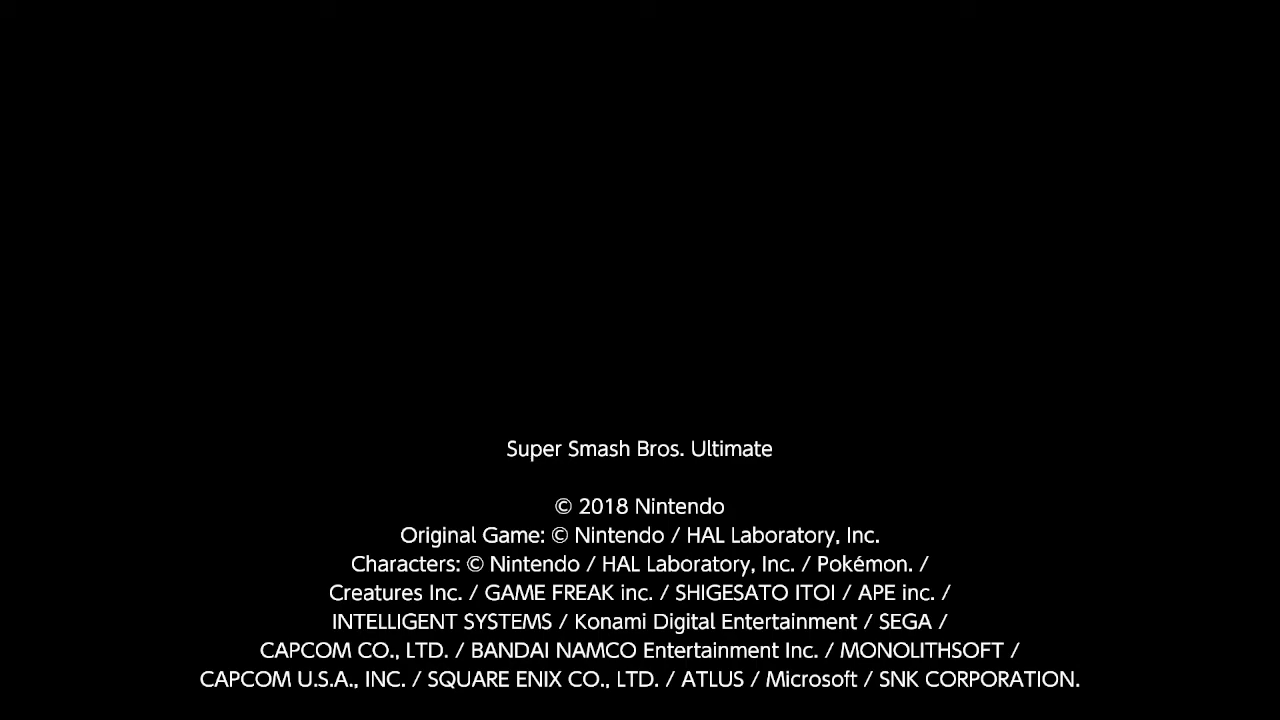 Super Smash Bros. Ultimate
© 2018 Nintendo
Original Game: © Nintendo / HAL Laboratory, Inc.
Characters: © Nintendo / HAL Laboratory, Inc. / Pokémon. /
Creatures Inc. / GAME FREAK inc. / SHIGESATO ITOI / APE inc. /
INTELLIGENT SYSTEMS / Konami Digital Entertainment / SEGA /
CAPCOM CO., LTD. / BANDAI NAMCO Entertainment Inc. / MONOLITHSOFT /
CAPCOM U.S.A., INC. / SQUARE ENIX CO., LTD. / ATLUS / Microsoft / SNK CORPORATION.